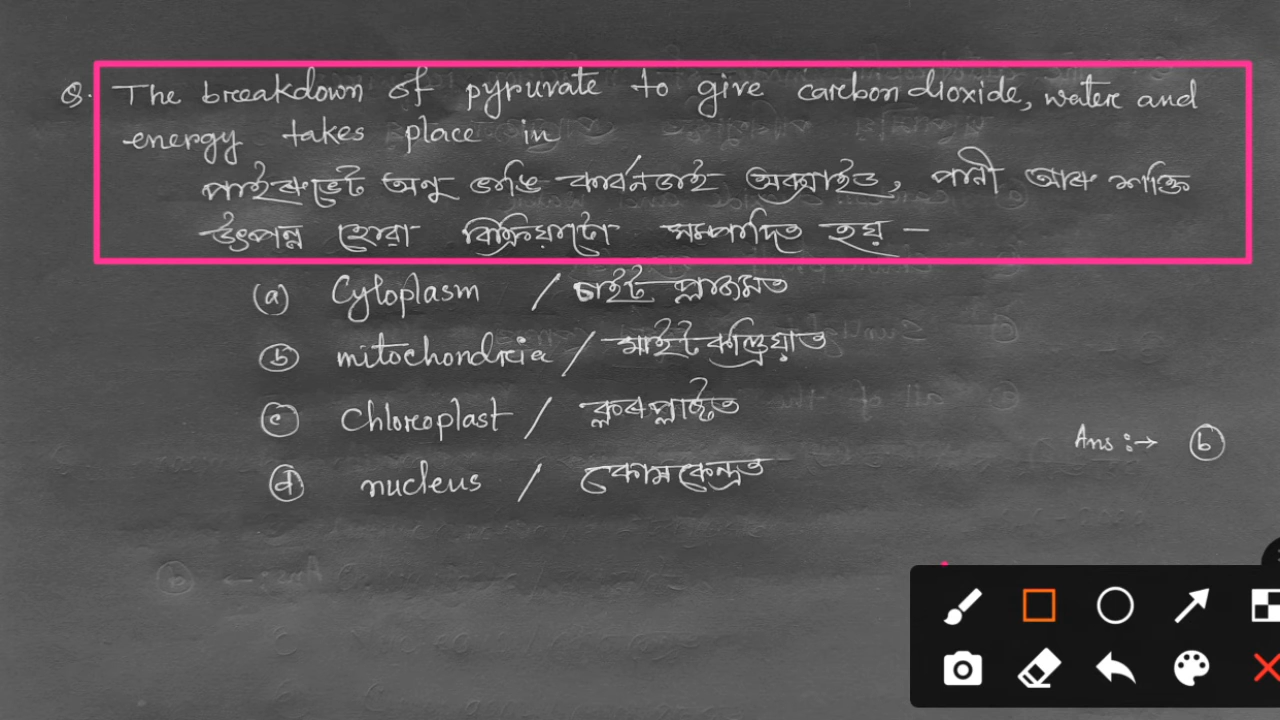 Q. The breakdown of pyruvate to give carbon dioxide, water and
energy takes place in
পাইৰুভেট অনু ভাঙি কাৰ্বনডাই অক্সাইড, পানী আৰু শক্তি
উৎপন্ন হোৱা বিক্ৰিয়াটো সম্পাদিত হয় –
(a) Cytoplasm / চাইট প্লাজমত
(b) mitochondria / মাইট কণ্ড্ৰিয়াত
(c) Chloroplast / ক্লৰপ্লাষ্টত
(d) nucleus / কোষকেন্দ্ৰত
Ans :→ (b)